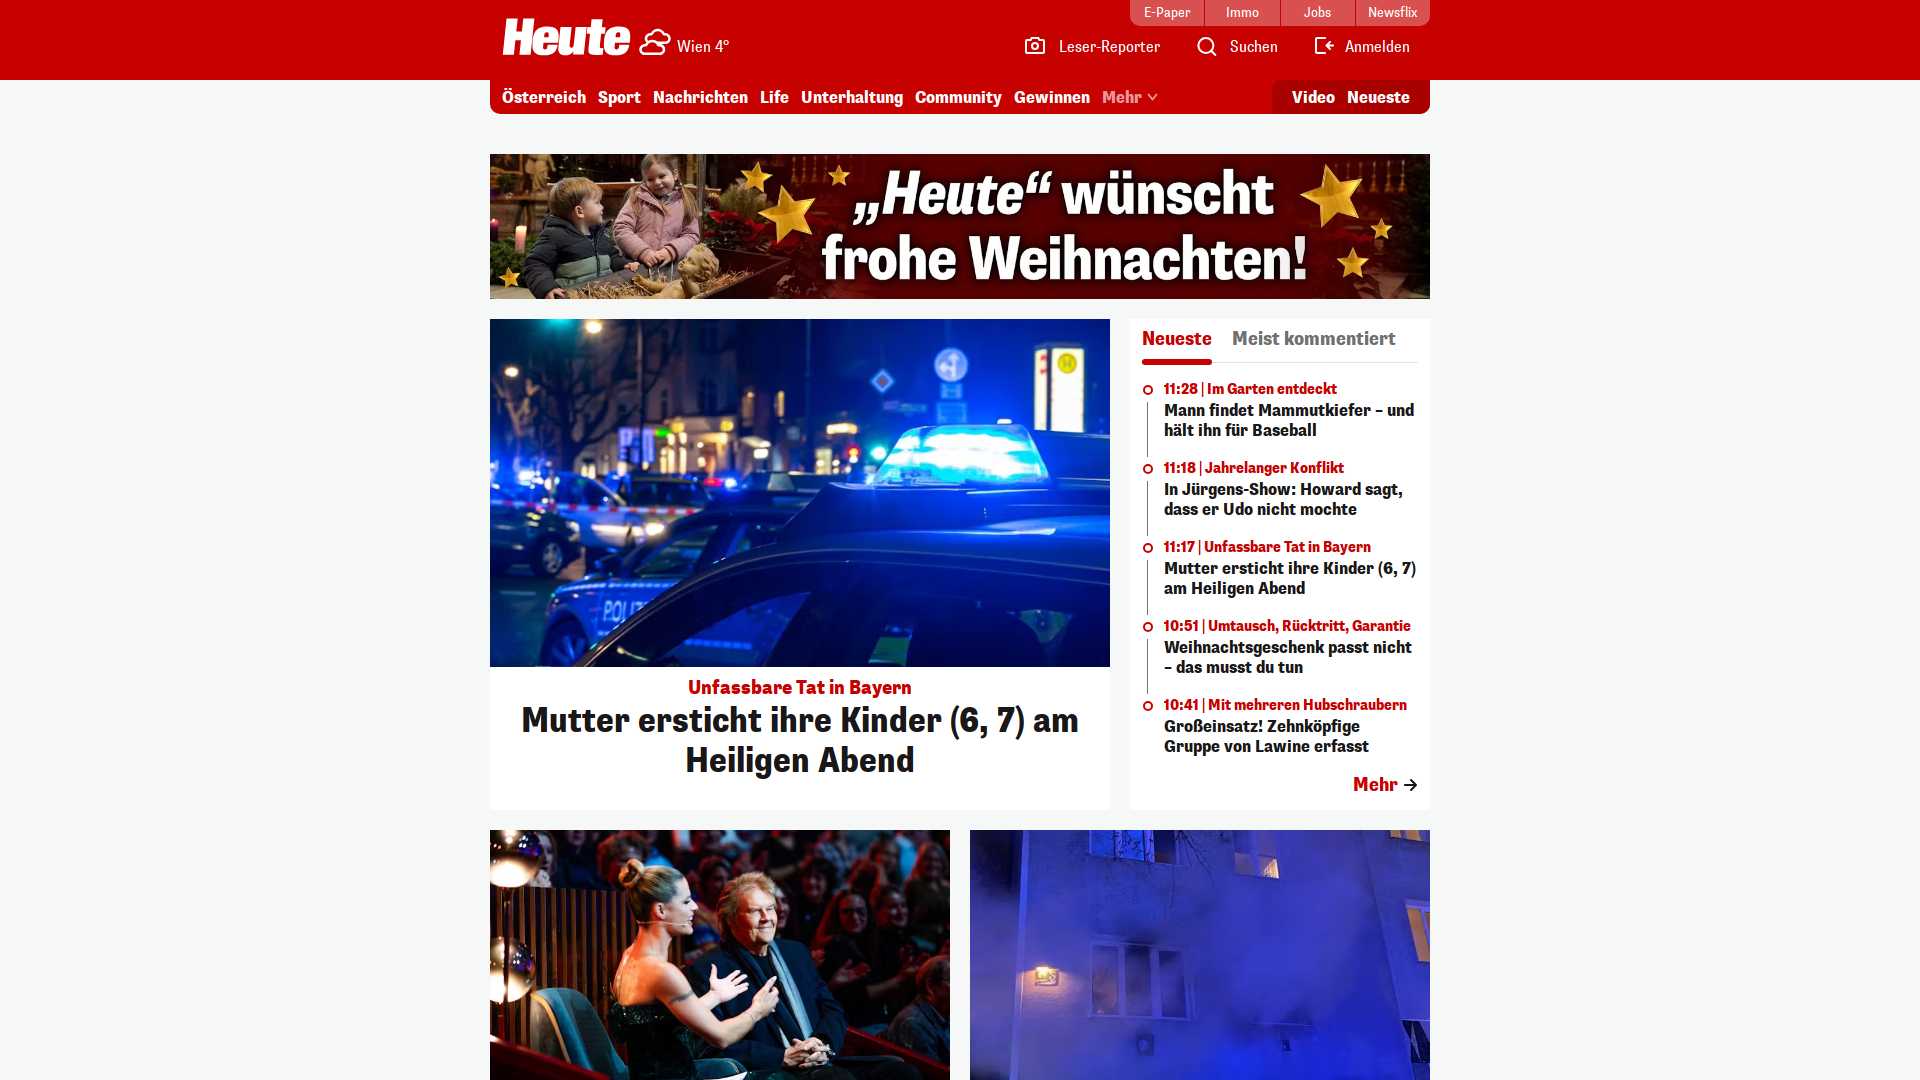 E-Paper Immo Jobs Newsflix
Heute Wien 4° Leser-Reporter Suchen Anmelden
Österreich Sport Nachrichten Life Unterhaltung Community Gewinnen Mehr Video Neueste
„Heute“ wünscht
frohe Weihnachten!
H
POLIZ
Unfassbare Tat in Bayern
Mutter ersticht ihre Kinder (6, 7) am
Heiligen Abend
Neueste Meist kommentiert
11:28 | Im Garten entdeckt
Mann findet Mammutkiefer – und
hält ihn für Baseball
11:18 | Jahrelanger Konflikt
In Jürgens-Show: Howard sagt,
dass er Udo nicht mochte
11:17 | Unfassbare Tat in Bayern
Mutter ersticht ihre Kinder (6, 7)
am Heiligen Abend
10:51 | Umtausch, Rücktritt, Garantie
Weihnachtsgeschenk passt nicht
– das musst du tun
10:41 | Mit mehreren Hubschraubern
Großeinsatz! Zehnköpfige
Gruppe von Lawine erfasst
Mehr